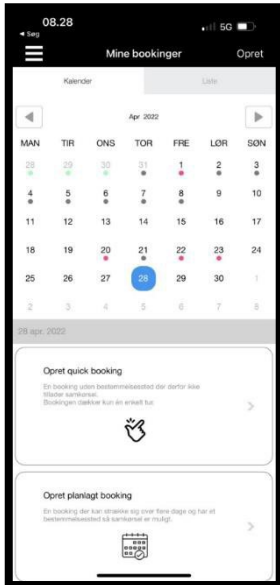 08.28
5G
Søg
Mine bookinger
Opret
Kalender
Liste
Apr 2022
MAN TIR ONS TOR FRE LØR SØN
28 29 30 31 1 2 3
4 5 6 7 8 9 10
11 12 13 14 15 16 17
18 19 20 21 22 23 24
25 26 27 28 29 30 1
2 3 4 5 6 7 8
28 apr. 2022
Opret quick booking
En booking uden bestemmelsessted der derfor ikke
tillader samkørsel.
Bookingen dækker kun én enkelt tur.
Opret planlagt booking
En booking der kan strække sig over flere dage og har et
bestemmelsessted så samkørsel er muligt.